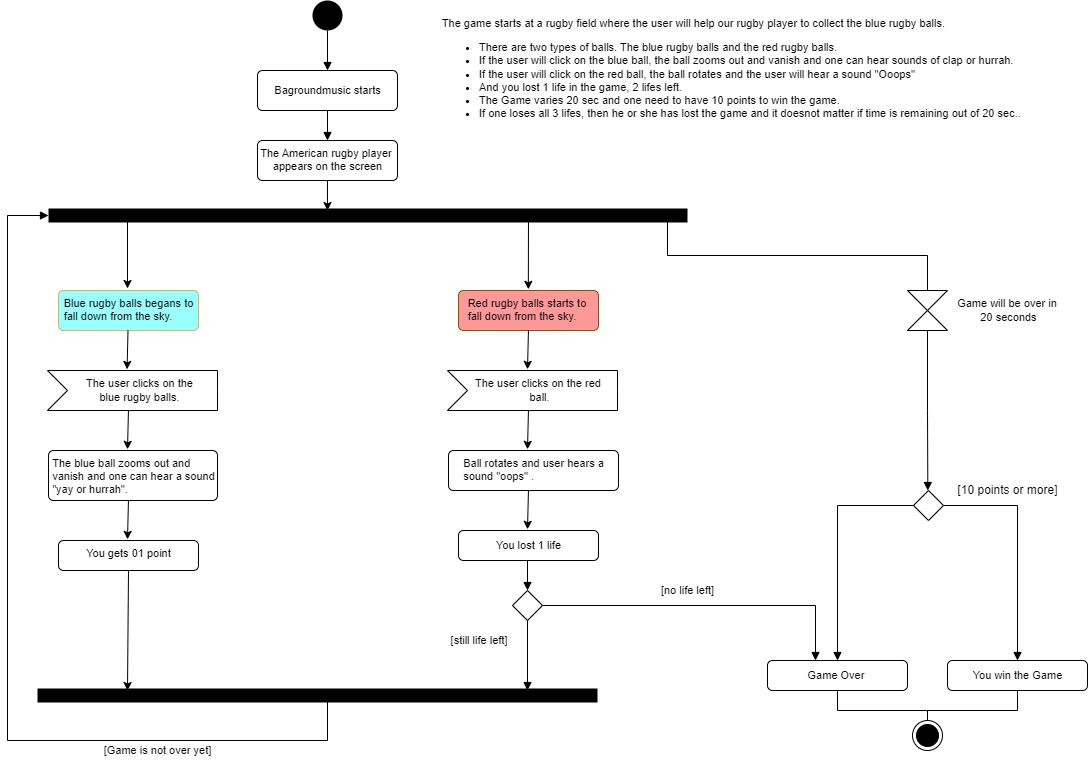 The game starts at a rugby field where the user will help our rugby player to collect the blue rugby balls.
There are two types of balls. The blue rugby balls and the red rugby balls.
If the user will click on the blue ball, the ball zooms out and vanish and one can hear sounds of clap or hurrah.
If the user will click on the red ball, the ball rotates and the user will hear a sound "Ooops"
And you lost 1 life in the game, 2 lifes left.
The Game varies 20 sec and one need to have 10 points to win the game.
If one loses all 3 lifes, then he or she has lost the game and it doesnot matter if time is remaining out of 20 sec..
Bagroundmusic starts
The American rugby player
appears on the screen
Blue rugby balls begans to
fall down from the sky.
Red rugby balls starts to
fall down from the sky.
Game will be over in
20 seconds
The user clicks on the
blue rugby balls.
The user clicks on the red
ball.
The blue ball zooms out and
vanish and one can hear a sound
"yay or hurrah".
Ball rotates and user hears a
sound "oops" .
[10 points or more]
You gets 01 point
You lost 1 life
[no life left]
[still life left]
Game Over
You win the Game
[Game is not over yet]